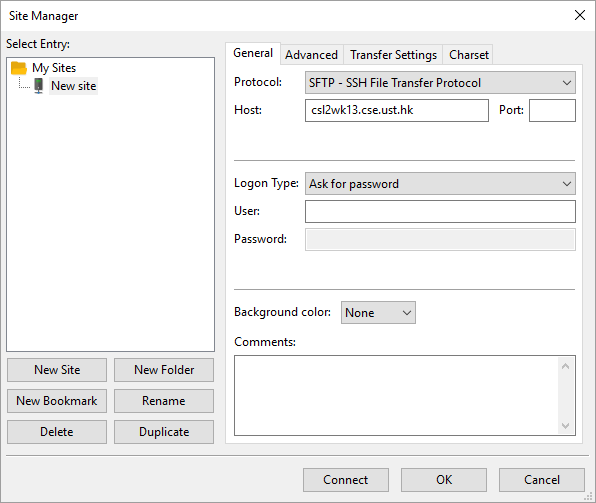 Site Manager
Select Entry:
My Sites
New site
New Site
New Folder
New Bookmark
Rename
Delete
Duplicate
General
Advanced
Transfer Settings
Charset
Protocol:
SFTP - SSH File Transfer Protocol
Host:
csl2wk13.cse.ust.hk
Port:
Logon Type:
Ask for password
User:
Password:
Background color:
None
Comments:
Connect
OK
Cancel